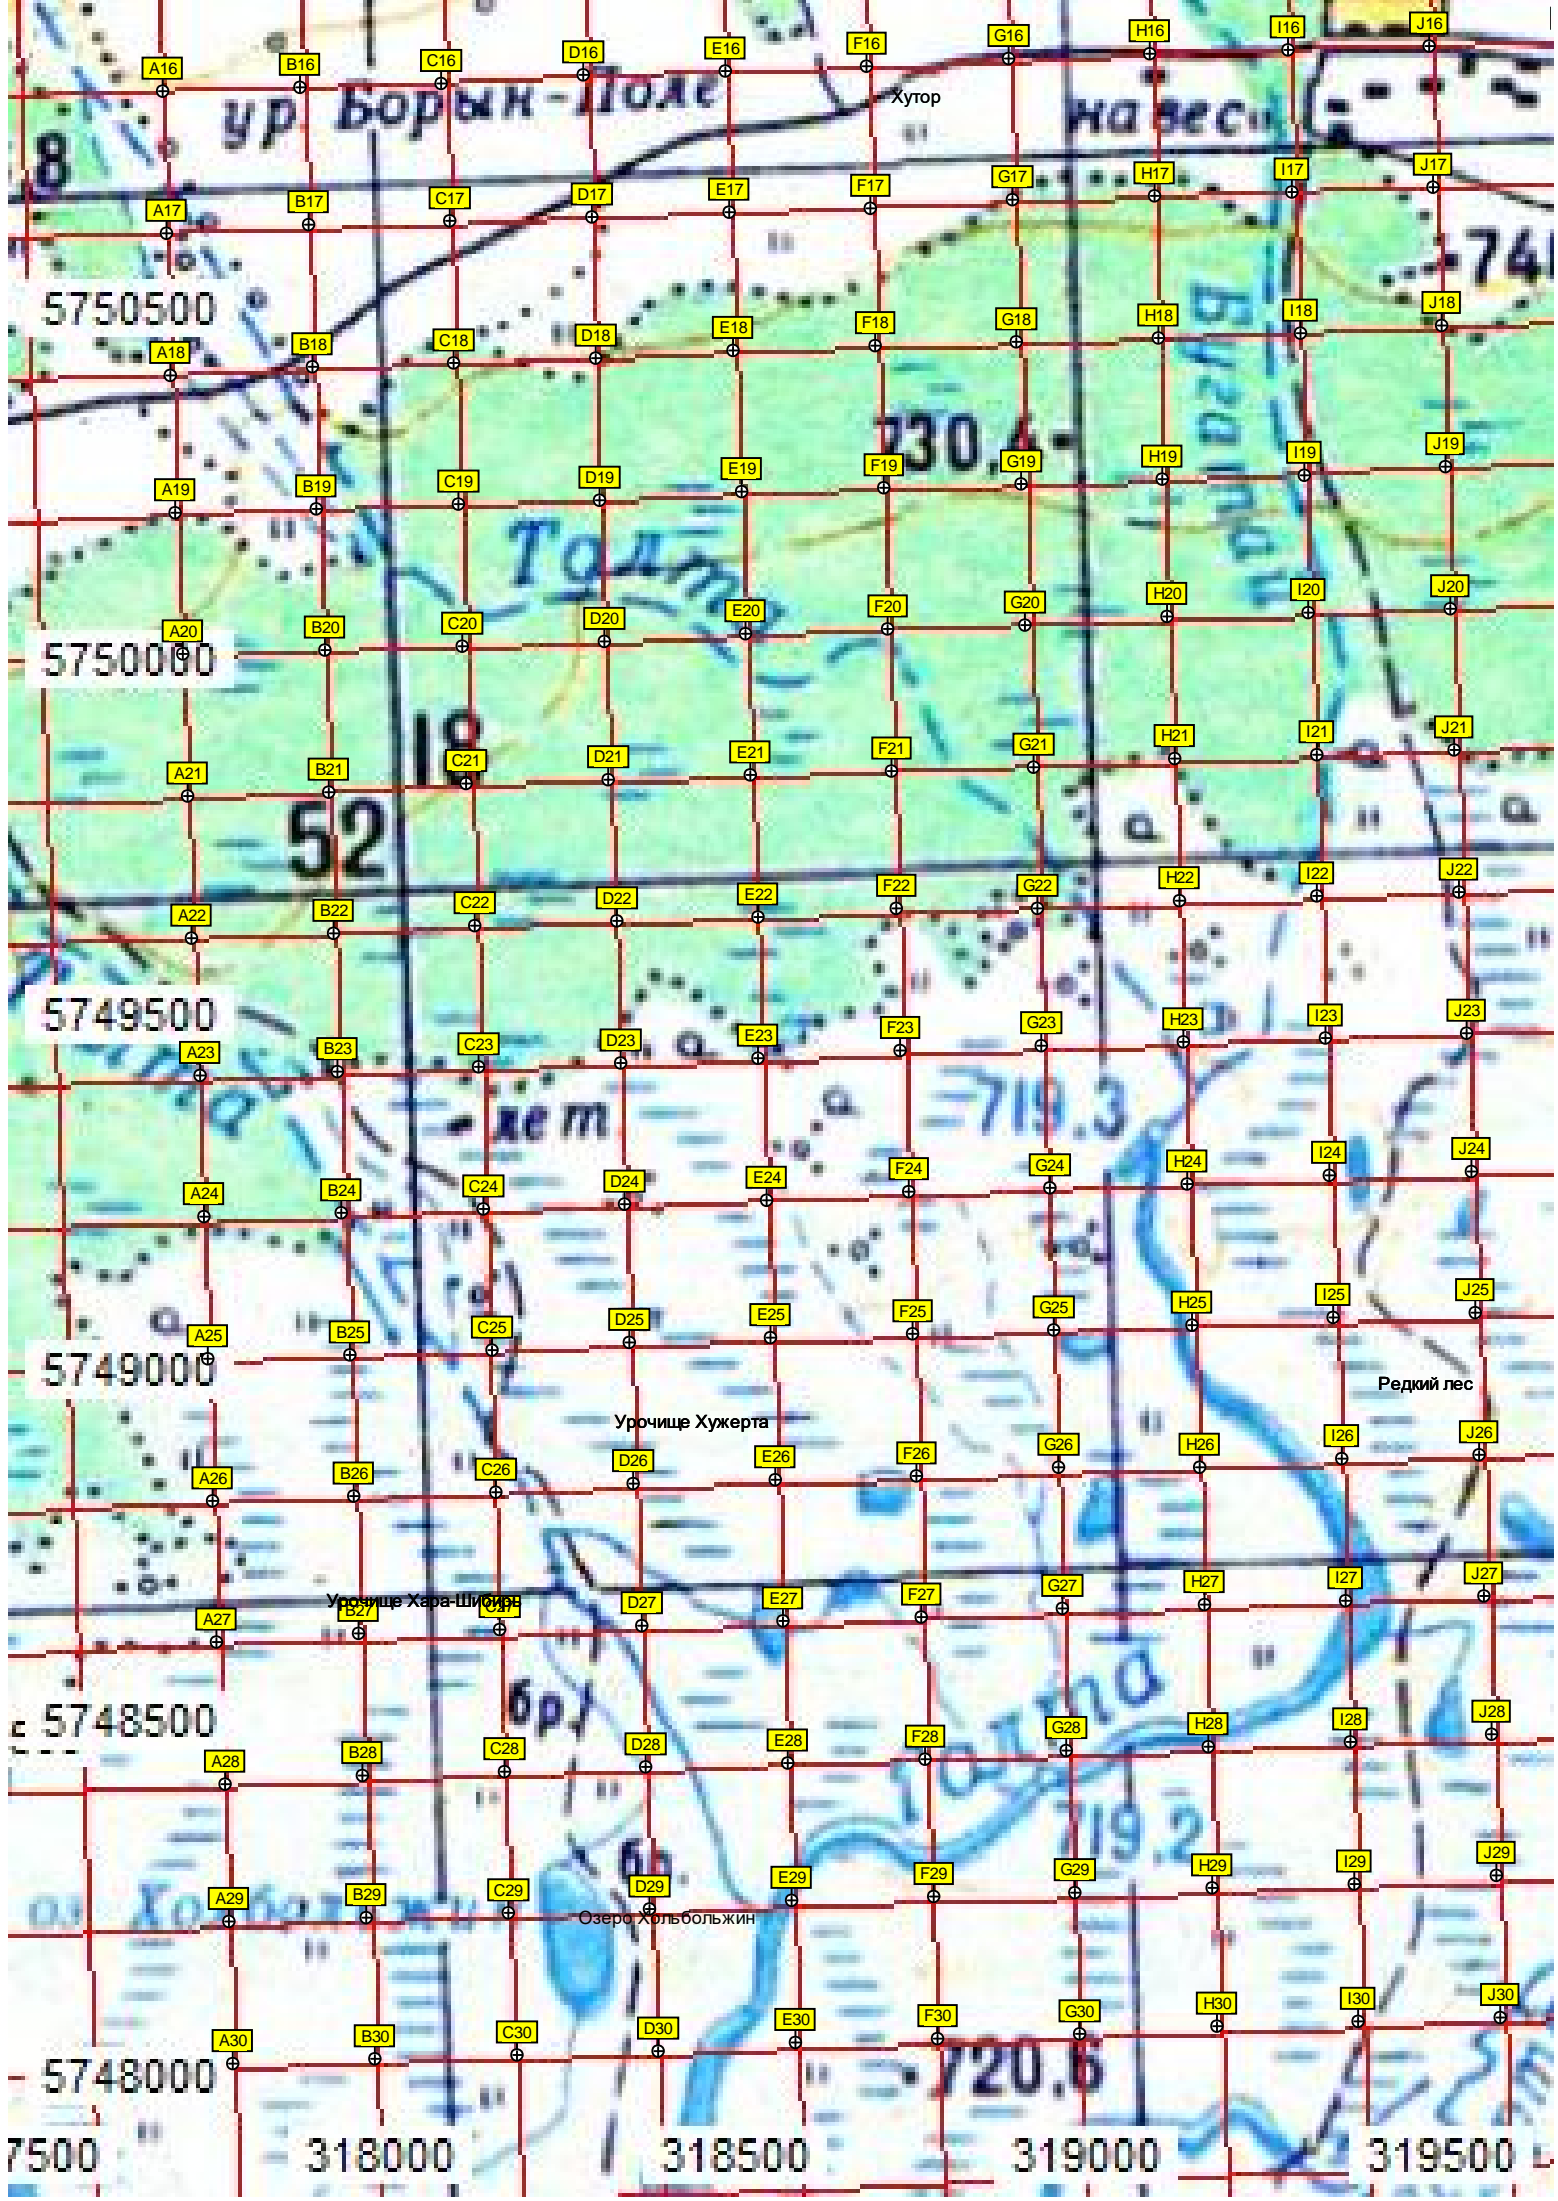 A16 B16 C16 D16 E16 F16 G16 H16 I16 J16
ур. Борын-Поле
Хутор
навес
8
A17 B17 C17 D17 E17 F17 G17 H17 I17 J17
5750500
A18 B18 C18 D18 E18 F18 G18 H18 I18 J18
730,4
A19 B19 C19 D19 E19 F19 G19 H19 I19 J19
Толта
A20 B20 C20 D20 E20 F20 G20 H20 I20 J20
5750000
18
A21 B21 C21 D21 E21 F21 G21 H21 I21 J21
52
A22 B22 C22 D22 E22 F22 G22 H22 I22 J22
5749500
A23 B23 C23 D23 E23 F23 G23 H23 I23 J23
лет
719.3
A24 B24 C24 D24 E24 F24 G24 H24 I24 J24
A25 B25 C25 D25 E25 F25 G25 H25 I25 J25
5749000
Редкий лес
Урочище Хужерта
A26 B26 C26 D26 E26 F26 G26 H26 I26 J26
Урочище Хара-Шибирь
A27 B27 C27 D27 E27 F27 G27 H27 I27 J27
бр.
5748500
A28 B28 C28 D28 E28 F28 G28 H28 I28 J28
719.2
бр.
A29 B29 C29 D29 E29 F29 G29 H29 I29 J29
Озеро Хольбольжин
A30 B30 C30 D30 E30 F30 G30 H30 I30 J30
5748000
720.6
7500 318000 318500 319000 319500